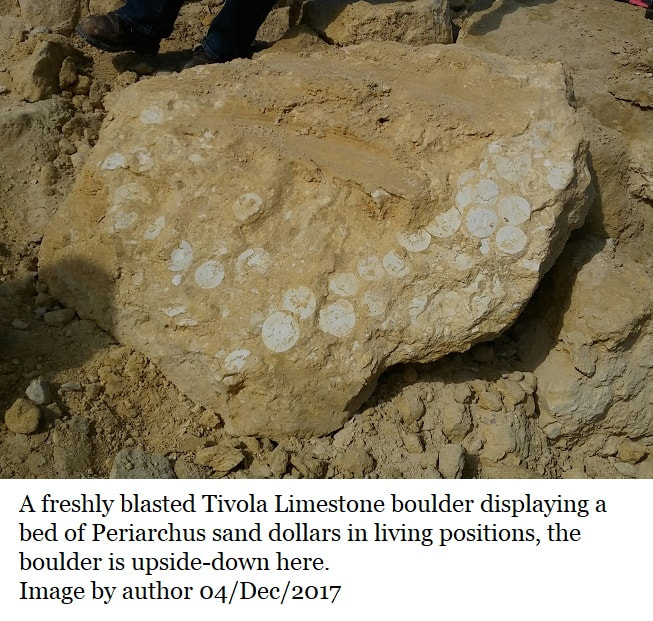 A freshly blasted Tivola Limestone boulder displaying a
bed of Periarchus sand dollars in living positions, the
boulder is upside-down here.
Image by author 04/Dec/2017